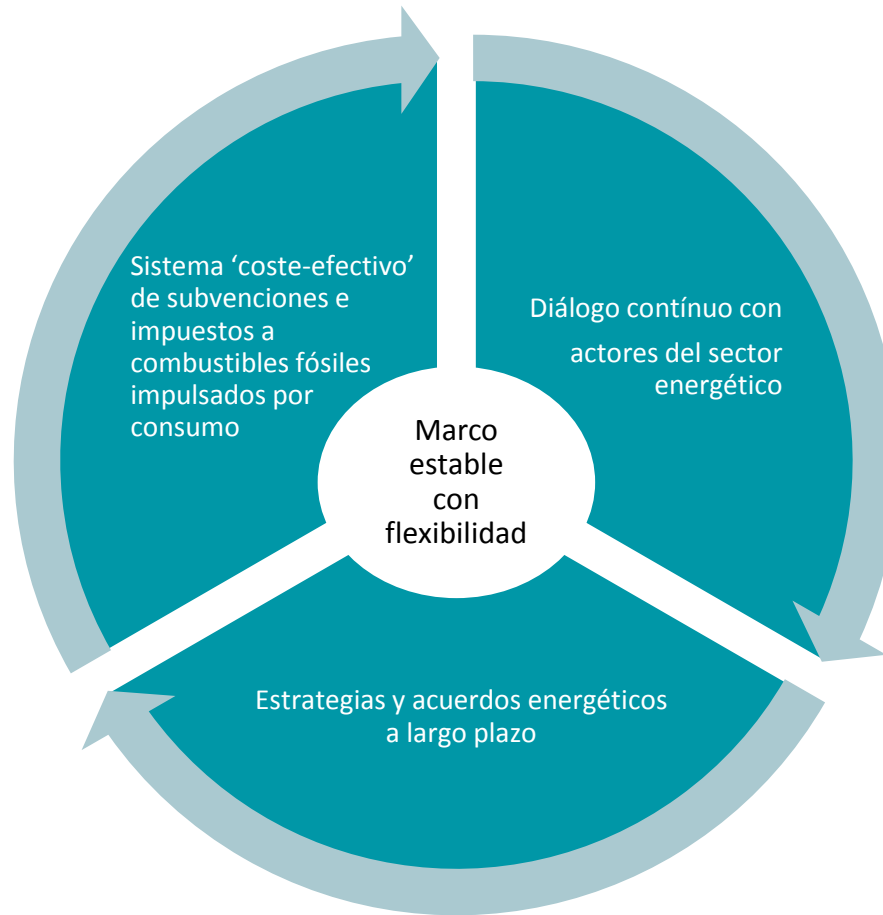 Sistema ‘coste-efectivo’
de subvenciones e
impuestos a
combustibles fósiles
impulsados por
consumo
Diálogo contínuo con
actores del sector
energético
Marco
estable
con
flexibilidad
Estrategias y acuerdos energéticos
a largo plazo